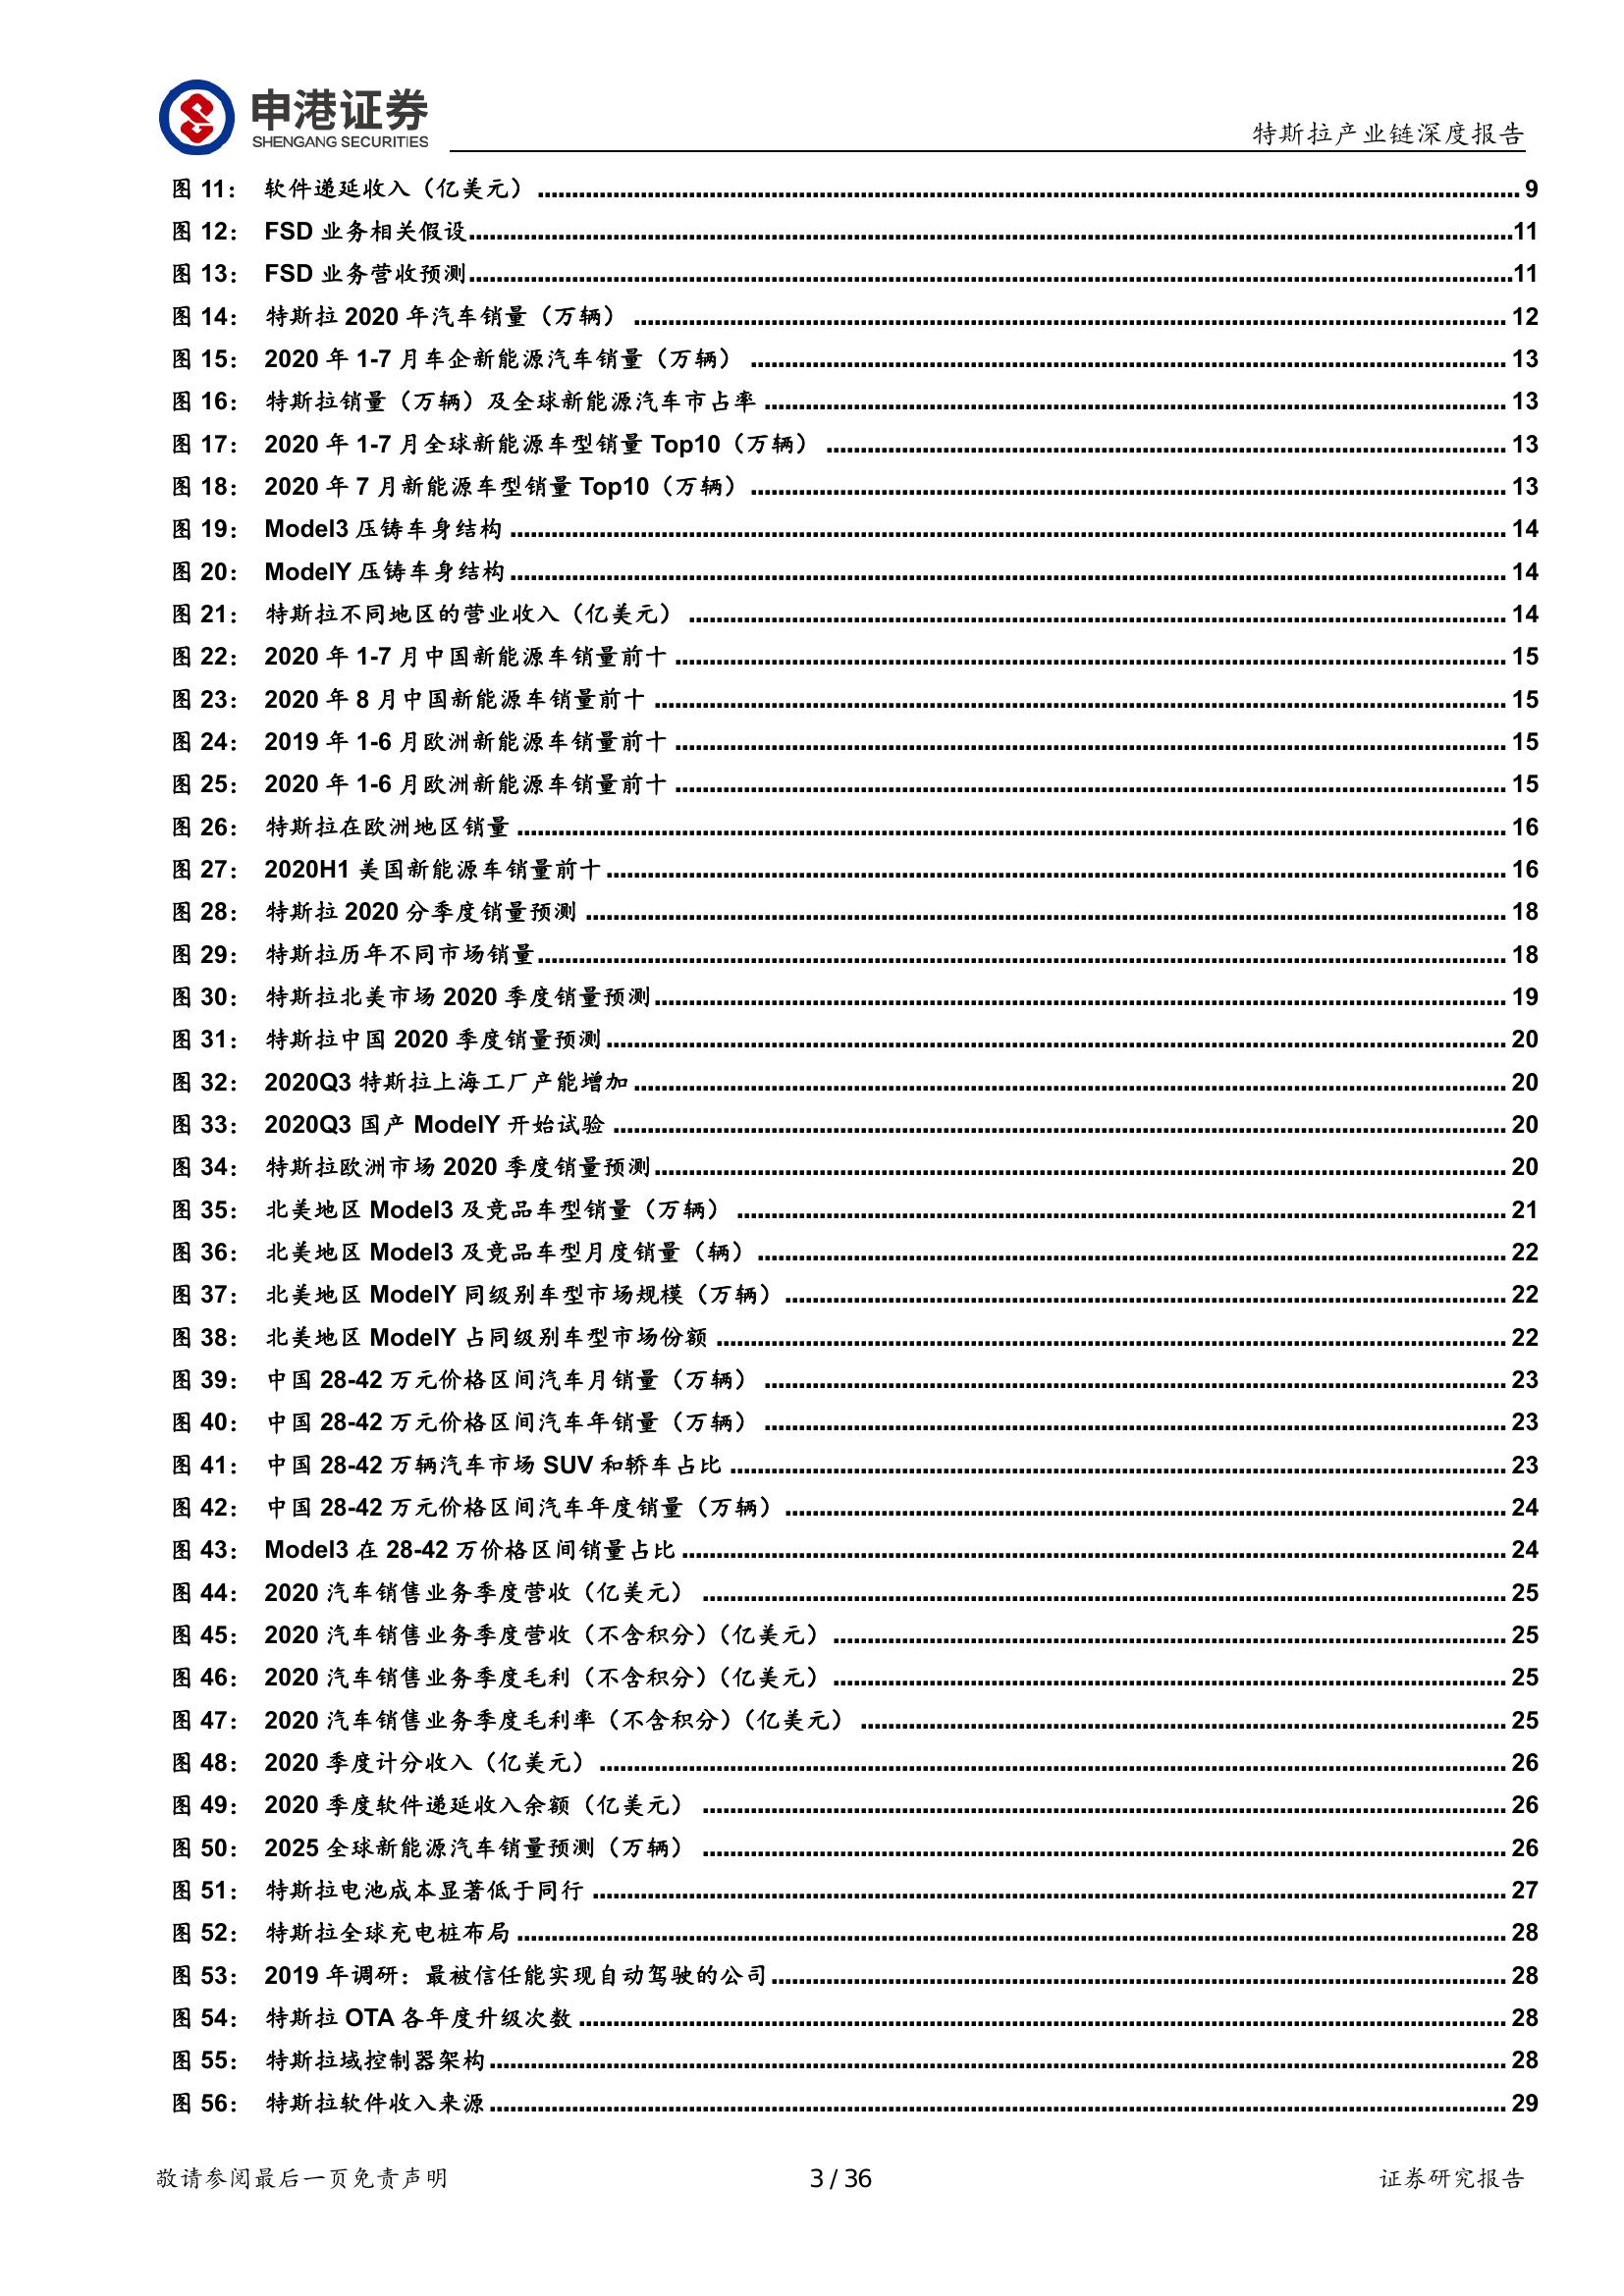 申港证券
SHENGANG SECURITIES
特斯拉产业链深度报告
图 11： 软件递延收入（亿美元） 9
图 12： FSD 业务相关假设 11
图 13： FSD 业务营收预测 11
图 14： 特斯拉 2020 年汽车销量（万辆） 12
图 15： 2020 年 1-7 月车企新能源汽车销量（万辆） 13
图 16： 特斯拉销量（万辆）及全球新能源汽车市占率 13
图 17： 2020 年 1-7 月全球新能源车型销量 Top10（万辆） 13
图 18： 2020 年 7 月新能源车型销量 Top10（万辆） 13
图 19： Model3 压铸车身结构 14
图 20： ModelY 压铸车身结构 14
图 21： 特斯拉不同地区的营业收入（亿美元） 14
图 22： 2020 年 1-7 月中国新能源车销量前十 15
图 23： 2020 年 8 月中国新能源车销量前十 15
图 24： 2019 年 1-6 月欧洲新能源车销量前十 15
图 25： 2020 年 1-6 月欧洲新能源车销量前十 15
图 26： 特斯拉在欧洲地区销量 16
图 27： 2020H1 美国新能源车销量前十 16
图 28： 特斯拉 2020 分季度销量预测 18
图 29： 特斯拉历年不同市场销量 18
图 30： 特斯拉北美市场 2020 季度销量预测 19
图 31： 特斯拉中国 2020 季度销量预测 20
图 32： 2020Q3 特斯拉上海工厂产能增加 20
图 33： 2020Q3 国产 ModelY 开始试验 20
图 34： 特斯拉欧洲市场 2020 季度销量预测 20
图 35： 北美地区 Model3 及竞品车型销量（万辆） 21
图 36： 北美地区 Model3 及竞品车型月度销量（辆） 22
图 37： 北美地区 ModelY 同级别车型市场规模（万辆） 22
图 38： 北美地区 ModelY 占同级别车型市场份额 22
图 39： 中国 28-42 万元价格区间汽车月销量（万辆） 23
图 40： 中国 28-42 万元价格区间汽车年销量（万辆） 23
图 41： 中国 28-42 万辆汽车市场 SUV 和轿车占比 23
图 42： 中国 28-42 万元价格区间汽车年度销量（万辆） 24
图 43： Model3 在 28-42 万价格区间销量占比 24
图 44： 2020 汽车销售业务季度营收（亿美元） 25
图 45： 2020 汽车销售业务季度营收（不含积分）（亿美元） 25
图 46： 2020 汽车销售业务季度毛利（不含积分）（亿美元） 25
图 47： 2020 汽车销售业务季度毛利率（不含积分）（亿美元） 25
图 48： 2020 季度计分收入（亿美元） 26
图 49： 2020 季度软件递延收入余额（亿美元） 26
图 50： 2025 全球新能源汽车销量预测（万辆） 26
图 51： 特斯拉电池成本显著低于同行 27
图 52： 特斯拉全球充电桩布局 28
图 53： 2019 年调研：最被信任能实现自动驾驶的公司 28
图 54： 特斯拉 OTA 各年度升级次数 28
图 55： 特斯拉域控制器架构 28
图 56： 特斯拉软件收入来源 29
敬请参阅最后一页免责声明 3 / 36 证券研究报告